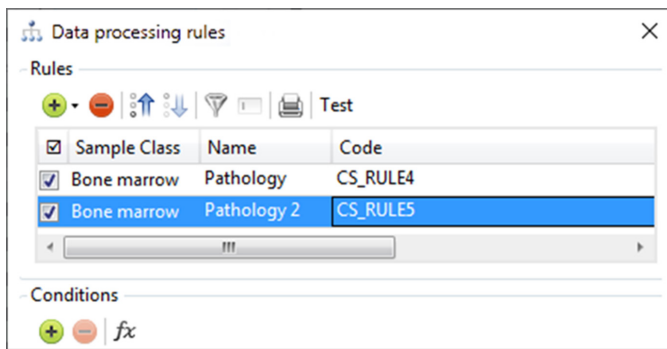 Data processing rules
Rules
Test
Sample Class Name Code
Bone marrow Pathology CS_RULE4
Bone marrow Pathology 2 CS_RULE5
Conditions
fx